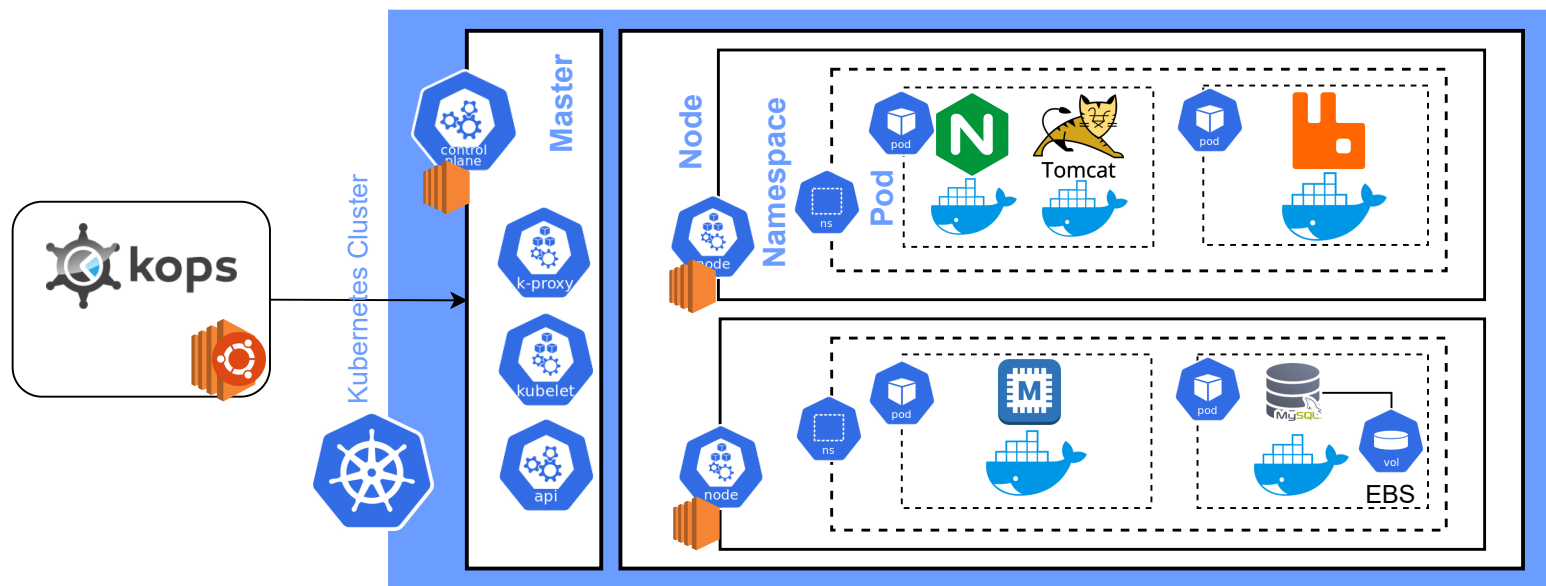 kops
Kubernetes Cluster
control
plane
Master
k-proxy
kubelet
api
Node
node
Namespace
ns
Pod
pod
N
Tomcat
pod
node
ns
pod
M
pod
MySQL
vol
EBS